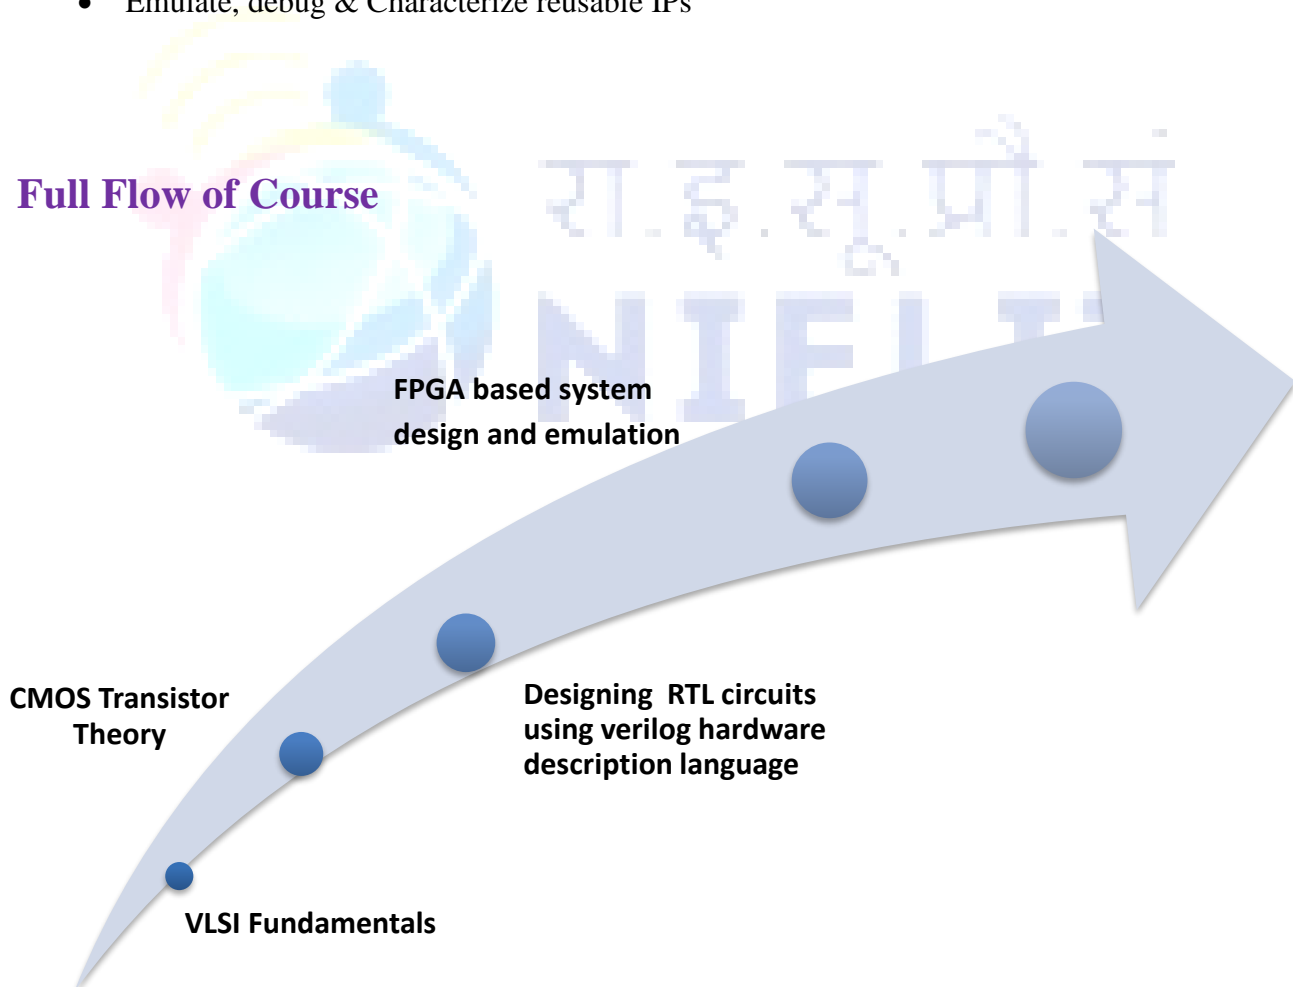 • Emulate, debug & Characterize reusable IPs
रा.इ.सू.प्रौ.सं
NIELIT
Full Flow of Course
FPGA based system
design and emulation
CMOS Transistor
Theory
Designing RTL circuits
using verilog hardware
description language
VLSI Fundamentals